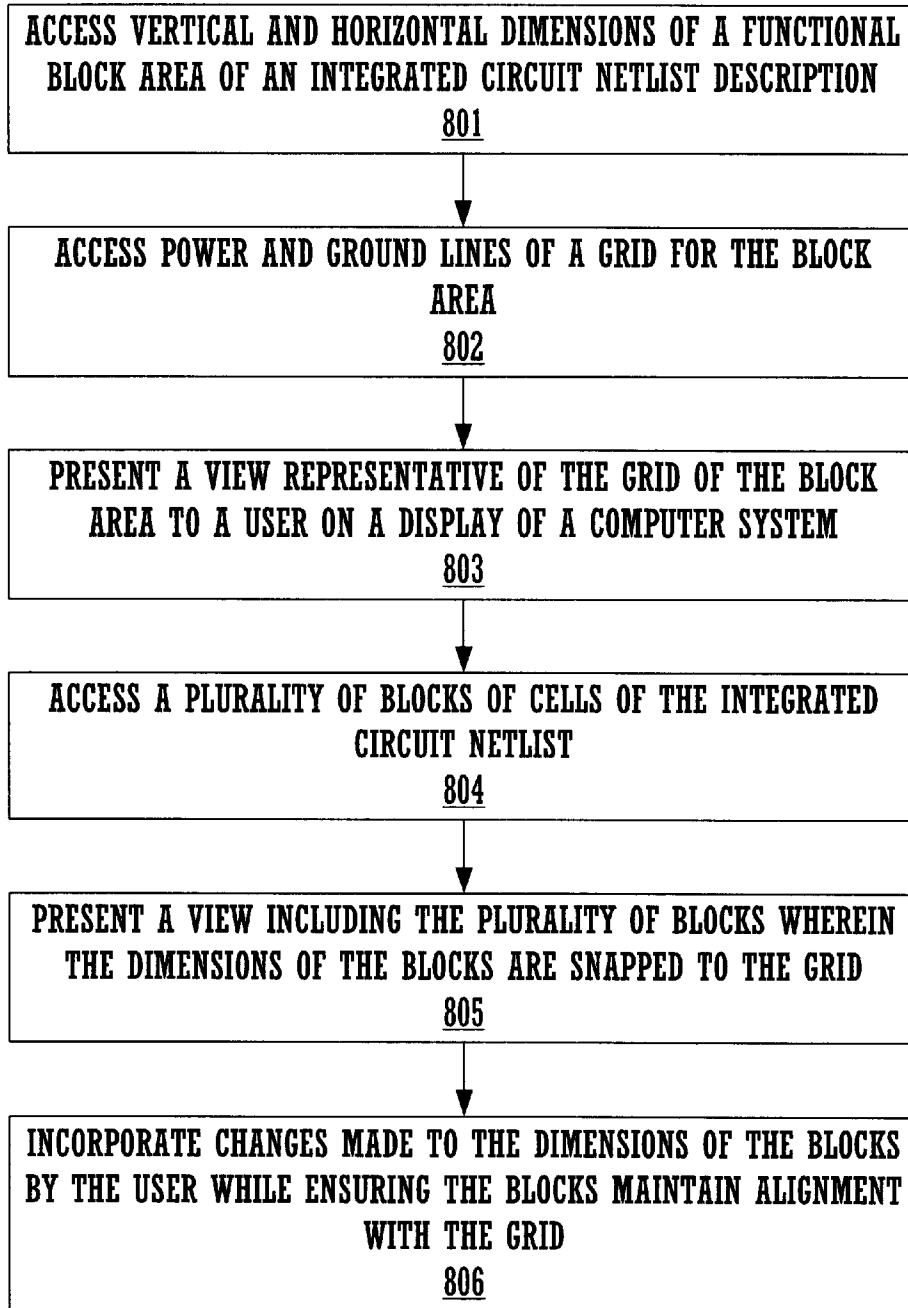 ACCESS VERTICAL AND HORIZONTAL DIMENSIONS OF A FUNCTIONAL
BLOCK AREA OF AN INTEGRATED CIRCUIT NETLIST DESCRIPTION
801
ACCESS POWER AND GROUND LINES OF A GRID FOR THE BLOCK
AREA
802
PRESENT A VIEW REPRESENTATIVE OF THE GRID OF THE BLOCK
AREA TO A USER ON A DISPLAY OF A COMPUTER SYSTEM
803
ACCESS A PLURALITY OF BLOCKS OF CELLS OF THE INTEGRATED
CIRCUIT NETLIST
804
PRESENT A VIEW INCLUDING THE PLURALITY OF BLOCKS WHEREIN
THE DIMENSIONS OF THE BLOCKS ARE SNAPPED TO THE GRID
805
INCORPORATE CHANGES MADE TO THE DIMENSIONS OF THE BLOCKS
BY THE USER WHILE ENSURING THE BLOCKS MAINTAIN ALIGNMENT
WITH THE GRID
806